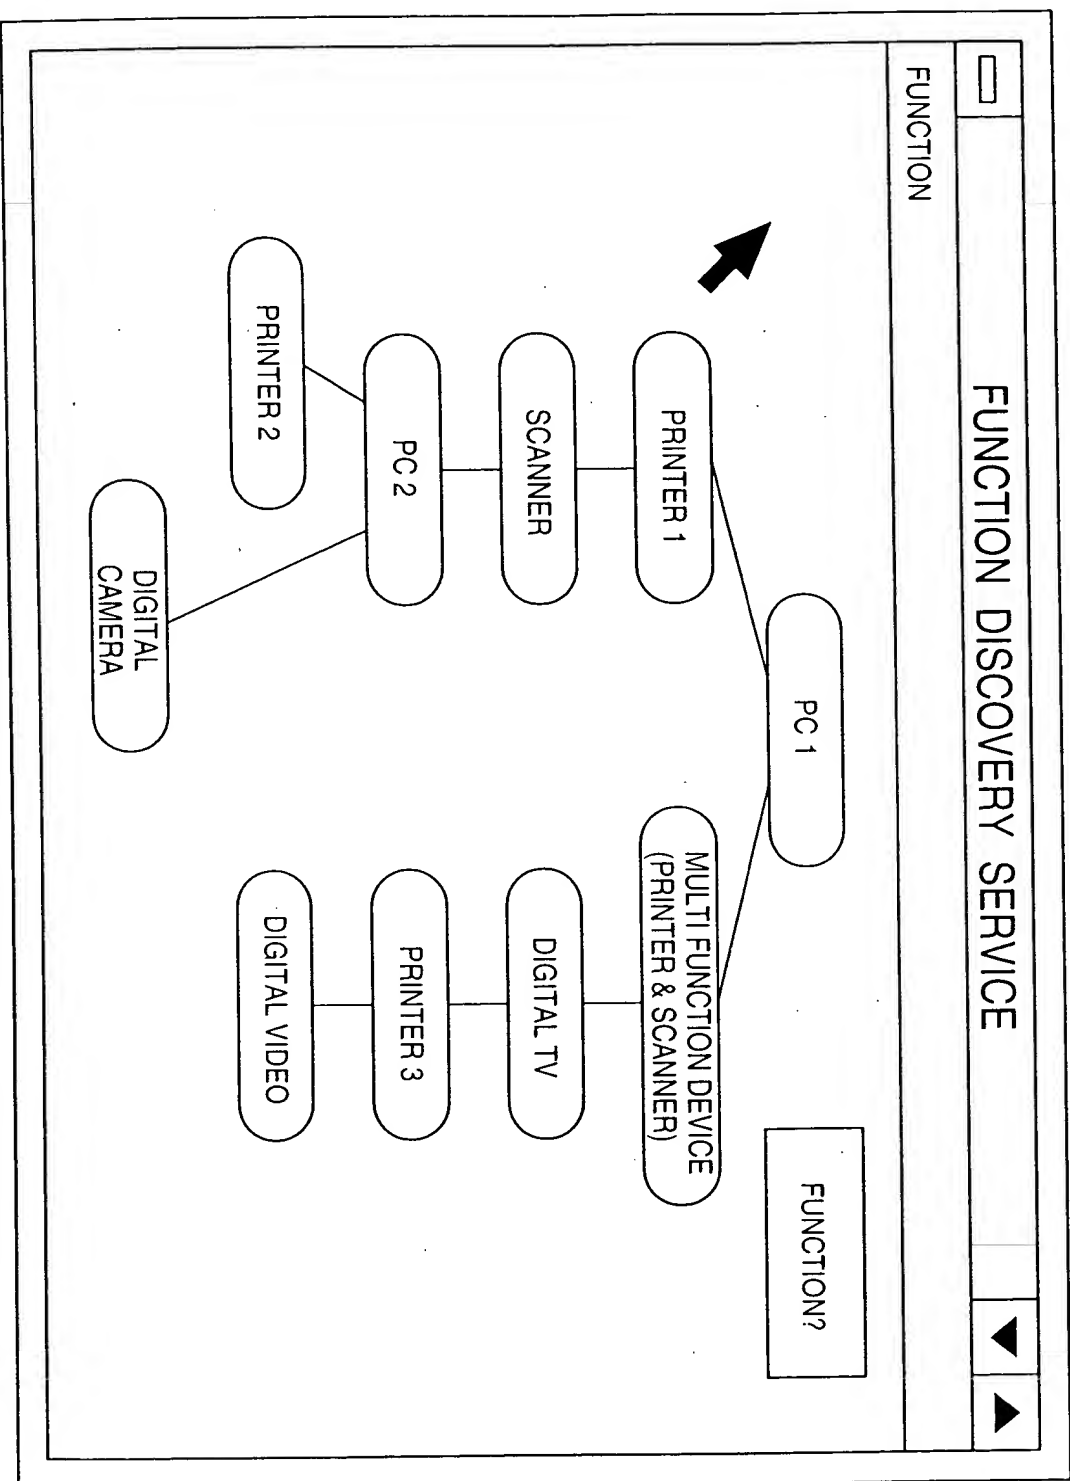 FUNCTION DISCOVERY SERVICE
FUNCTION
FUNCTION?
PC 1
PRINTER 1
MULTI FUNCTION DEVICE
(PRINTER & SCANNER)
SCANNER
DIGITAL TV
PC 2
PRINTER 3
PRINTER 2
DIGITAL VIDEO
DIGITAL
CAMERA